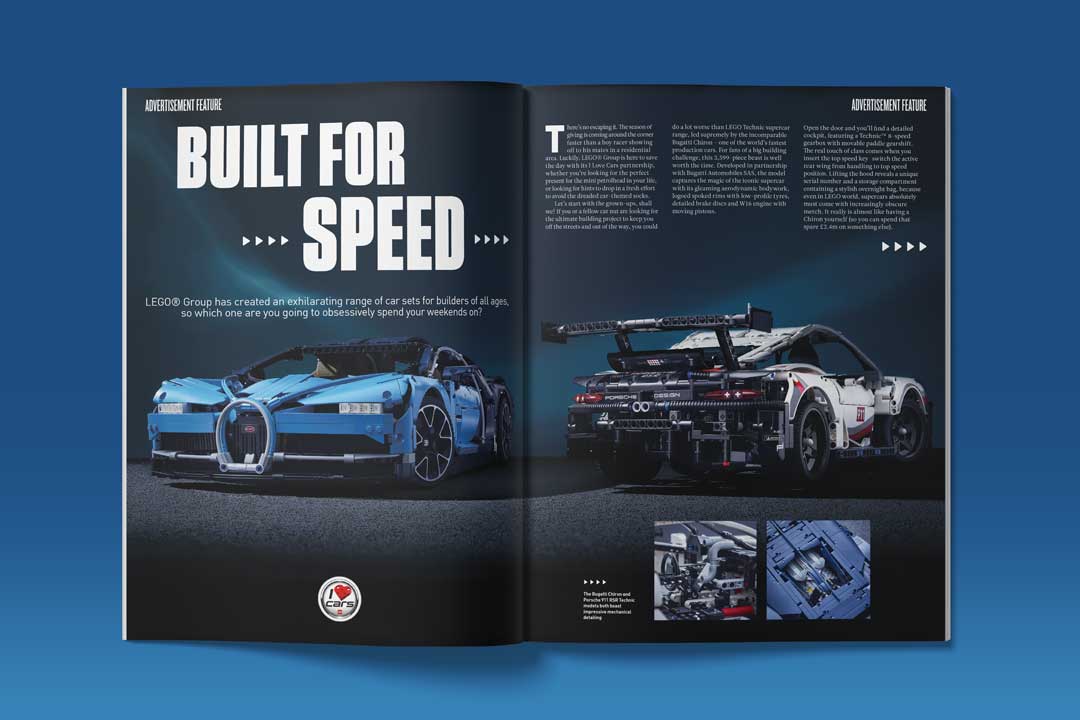 ADVERTISEMENT FEATURE
BUILT FOR
SPEED
LEGO® Group has created an exhilarating range of car sets for builders of all ages,
so which one are you going to obsessively spend your weekends on?
I
cars
ADVERTISEMENT FEATURE
There's no escaping it. The season of
giving is coming around the corner
faster than a boy racer showing
off to his mates in a residential
area. Luckily, LEGO® Group is here to save
the day with its I Love Cars partnership,
whether you're looking for the perfect
present for the mini petrolhead in your life,
or looking for hints to drop in a fresh effort
to avoid the dreaded car-themed socks.
Let's start with the grown-ups, shall
we? If you or a fellow car nut are looking for
the ultimate building project to keep you
off the streets and out of the way, you could
do a lot worse than LEGO Technic supercar
range, led supremely by the incomparable
Bugatti Chiron – one of the world's fastest
production cars. For fans of a big building
challenge, this 3,599-piece beast is well
worth the time. Developed in partnership
with Bugatti Automobiles SAS, the model
captures the magic of the iconic supercar
with its gleaming aerodynamic bodywork,
logoed spoked rims with low-profile tyres,
detailed brake discs and W16 engine with
moving pistons.
Open the door and you'll find a detailed
cockpit, featuring a Technic™ 8-speed
gearbox with movable paddle gearshift.
The real touch of class comes when you
insert the top speed key switch the active
rear wing from handling to top speed
position. Lifting the hood reveals a unique
serial number and a storage compartment
containing a stylish overnight bag, because
even in LEGO world, supercars absolutely
must come with increasingly obscure
merch. It really is almost like having a
Chiron yourself (so you can spend that
spare £2.4m on something else).
PORSCHE DESIGN
911
The Bugatti Chiron and
Porsche 911 RSR Technic
models both boast
impressive mechanical
detailing